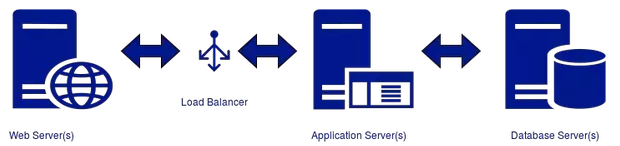 Load Balancer
Web Server(s)
Application Server(s)
Database Server(s)